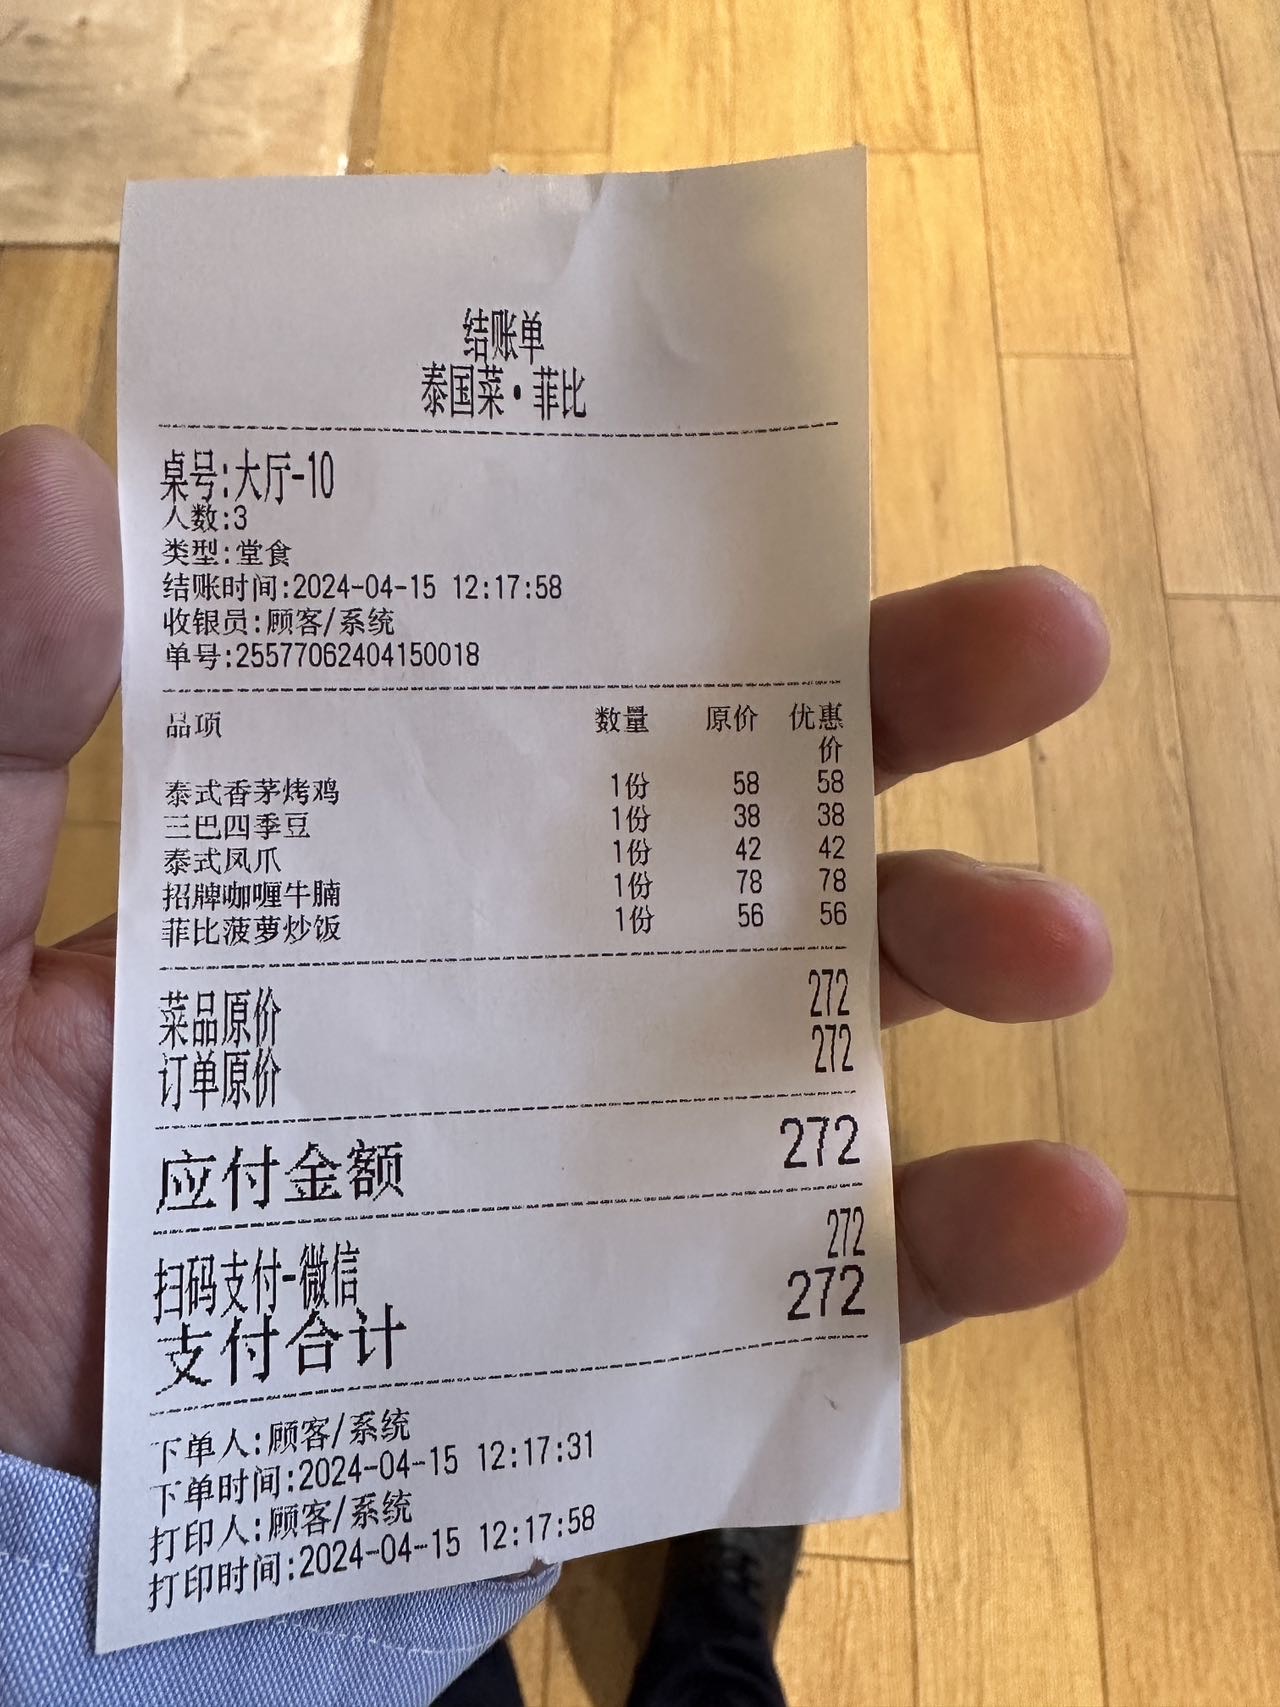 结账单
泰国菜·菲比
桌号:大厅-10
人数:3
类型:堂食
结账时间:2024-04-15 12:17:58
收银员:顾客/系统
单号:25577062404150018
品项 数量 原价 优惠价
泰式香茅烤鸡 1份 58 58
三巴四季豆 1份 38 38
泰式凤爪 1份 42 42
招牌咖喱牛腩 1份 78 78
菲比菠萝炒饭 1份 56 56
菜品原价 272
订单原价 272
应付金额 272
扫码支付-微信 272
支付合计 272
下单人:顾客/系统
下单时间:2024-04-15 12:17:31
打印人:顾客/系统
打印时间:2024-04-15 12:17:58